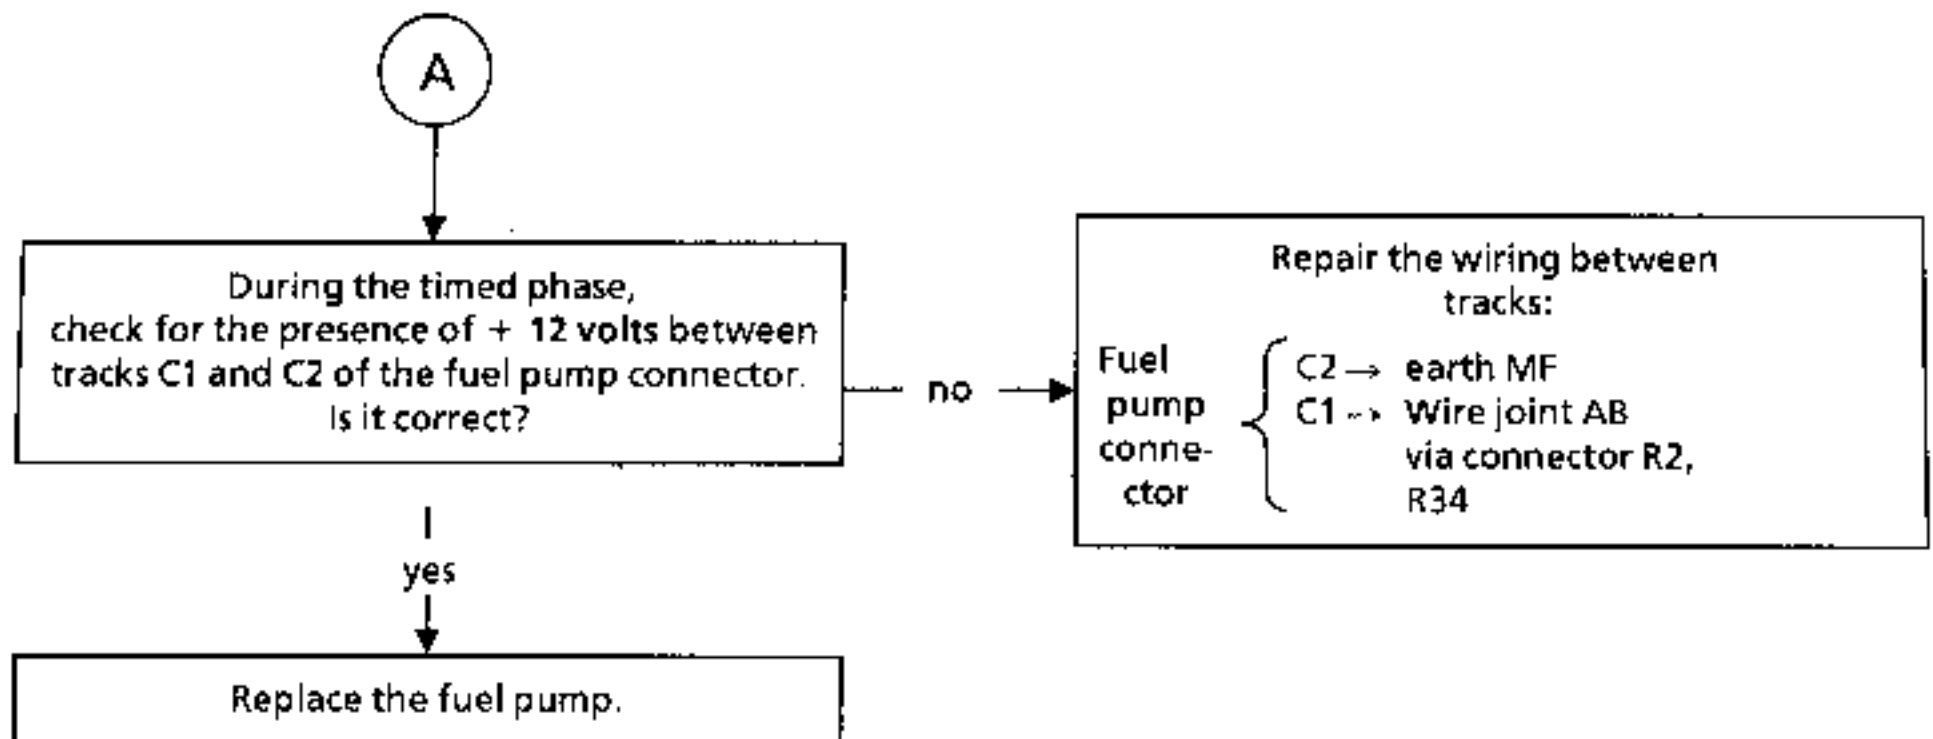 A
During the timed phase,
check for the presence of + 12 volts between
tracks C1 and C2 of the fuel pump connector.
Is it correct?
no
Repair the wiring between
tracks:
Fuel
pump
conne-
ctor
C2 → earth MF
C1 → Wire joint AB
via connector R2,
R34
yes
Replace the fuel pump.